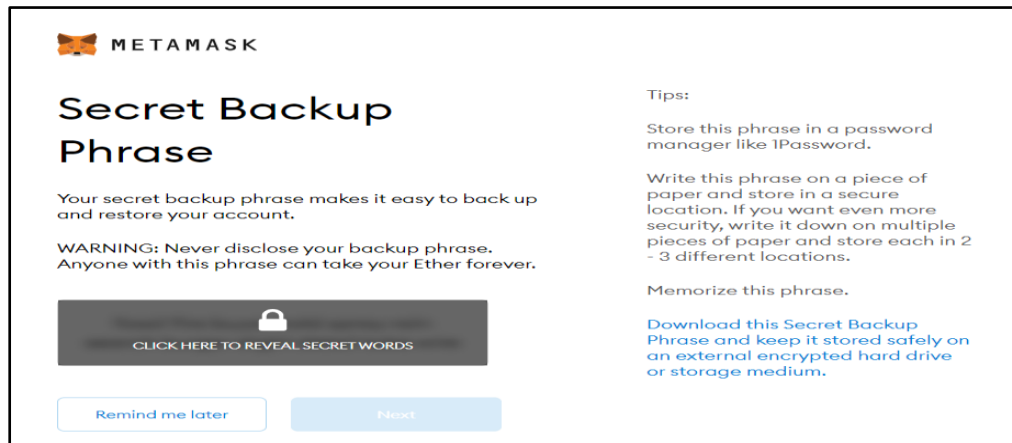 METAMASK
Secret Backup
Phrase
Your secret backup phrase makes it easy to back up
and restore your account.
WARNING: Never disclose your backup phrase.
Anyone with this phrase can take your Ether forever.
CLICK HERE TO REVEAL SECRET WORDS
Remind me later
Next
Tips:
Store this phrase in a password
manager like 1Password.
Write this phrase on a piece of
paper and store in a secure
location. If you want even more
security, write it down on multiple
pieces of paper and store each in 2
- 3 different locations.
Memorize this phrase.
Download this Secret Backup
Phrase and keep it stored safely on
an external encrypted hard drive
or storage medium.